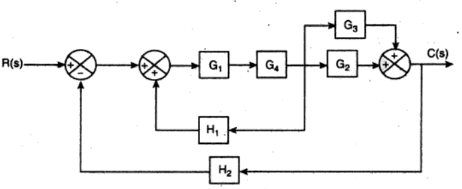 G3
R(s)
C(s)
+
−
+
+
G1
G4
G2
+
+
H1
H2